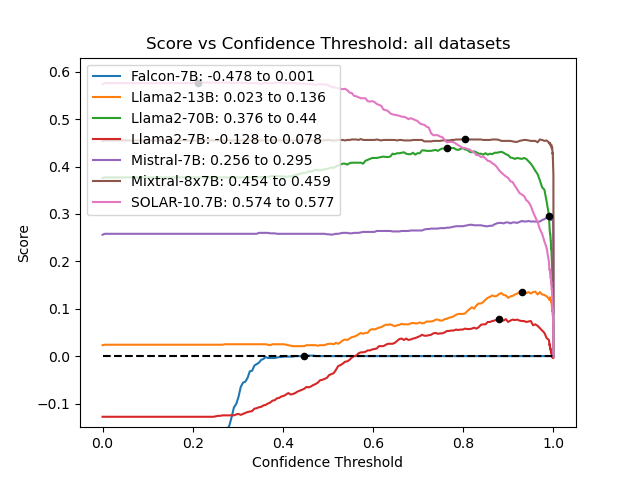 Score vs Confidence Threshold: all datasets
Falcon-7B: -0.478 to 0.001
Llama2-13B: 0.023 to 0.136
Llama2-70B: 0.376 to 0.44
Llama2-7B: -0.128 to 0.078
Mistral-7B: 0.256 to 0.295
Mixtral-8x7B: 0.454 to 0.459
SOLAR-10.7B: 0.574 to 0.577
0.6
0.5
0.4
0.3
0.2
0.1
0.0
−0.1
Score
0.0 0.2 0.4 0.6 0.8 1.0
Confidence Threshold